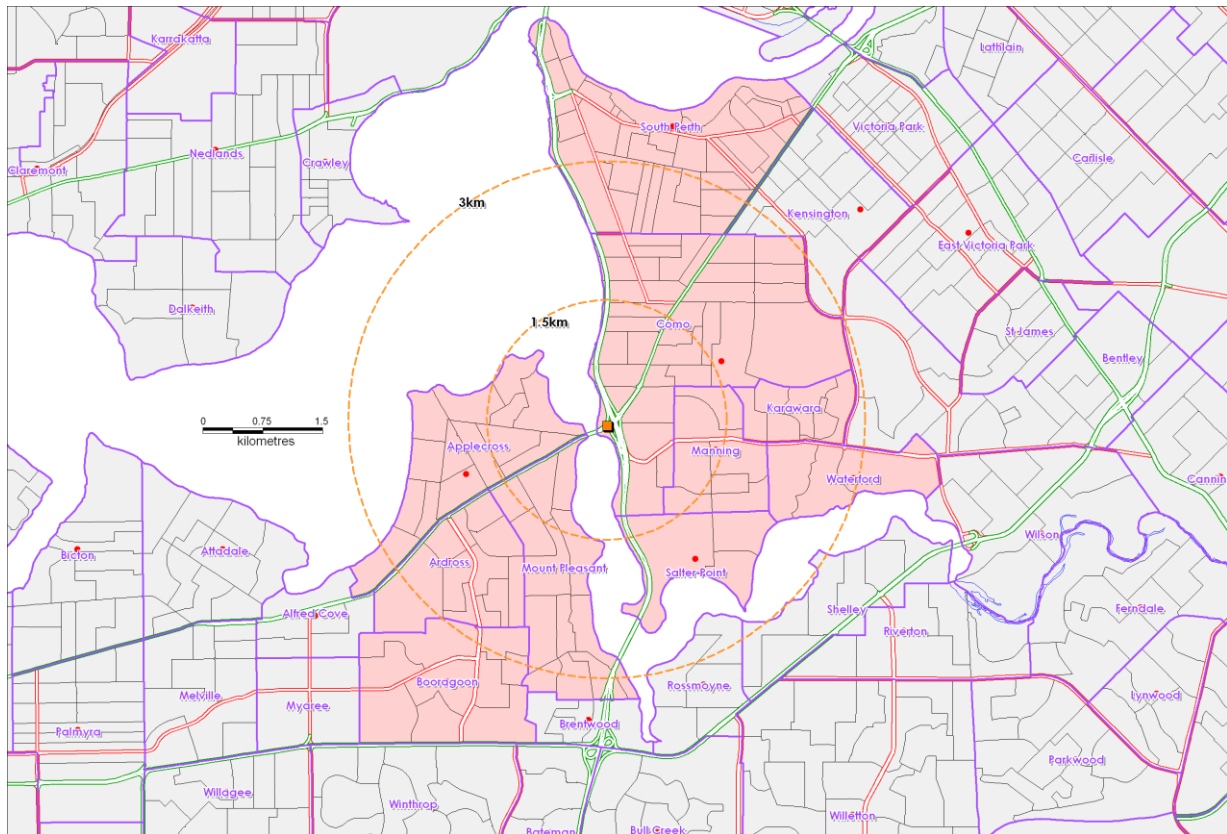 Karrakatta
Lathlain
South Perth
Victoria Park
Nedlands
Crawley
Carlisle
Claremont
3km
Kensington
East Victoria Park
Dalkeith
1.5km
Como
St James
Bentley
Karawara
0 0.75 1.5
kilometres
Applecross
Manning
Waterford
Cannin
Wilson
Bicton
Attadale
Ardross
Mount Pleasant
Salter Point
Alfred Cove
Shelley
Ferndale
Riverton
Booragoon
Rossmoyne
Melville
Myaree
Lynwood
Palmyra
Brentwood
Parkwood
Willagee
Winthrop
Willetton
Bateman
Bull Creek